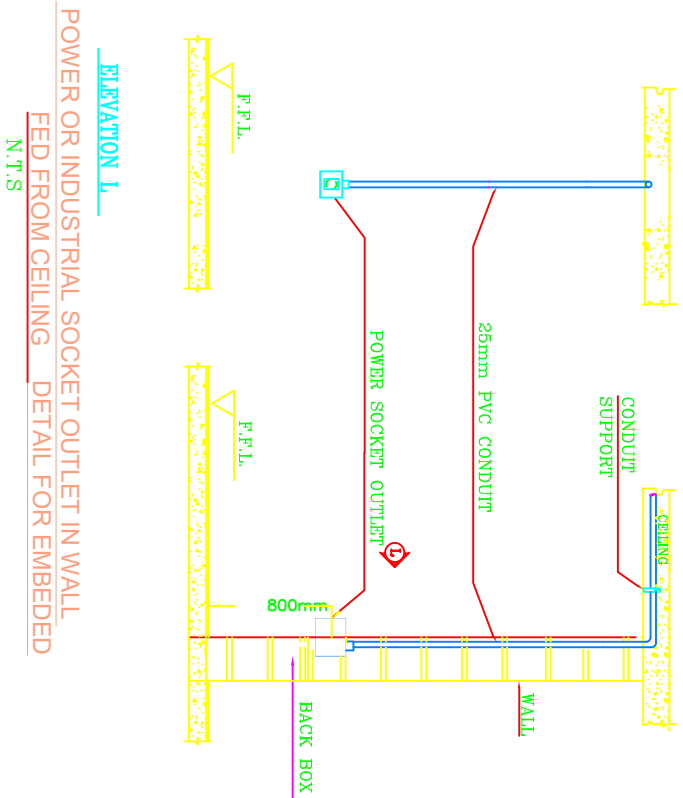 CEILING
CONDUIT
SUPPORT
WALL
25mm PVC CONDUIT
POWER SOCKET OUTLET
L
800mm
BACK BOX
F.F.L.
F.F.L.
ELEVATION L
POWER OR INDUSTRIAL SOCKET OUTLET IN WALL
FED FROM CEILING DETAIL FOR EMBEDED
N.T.S